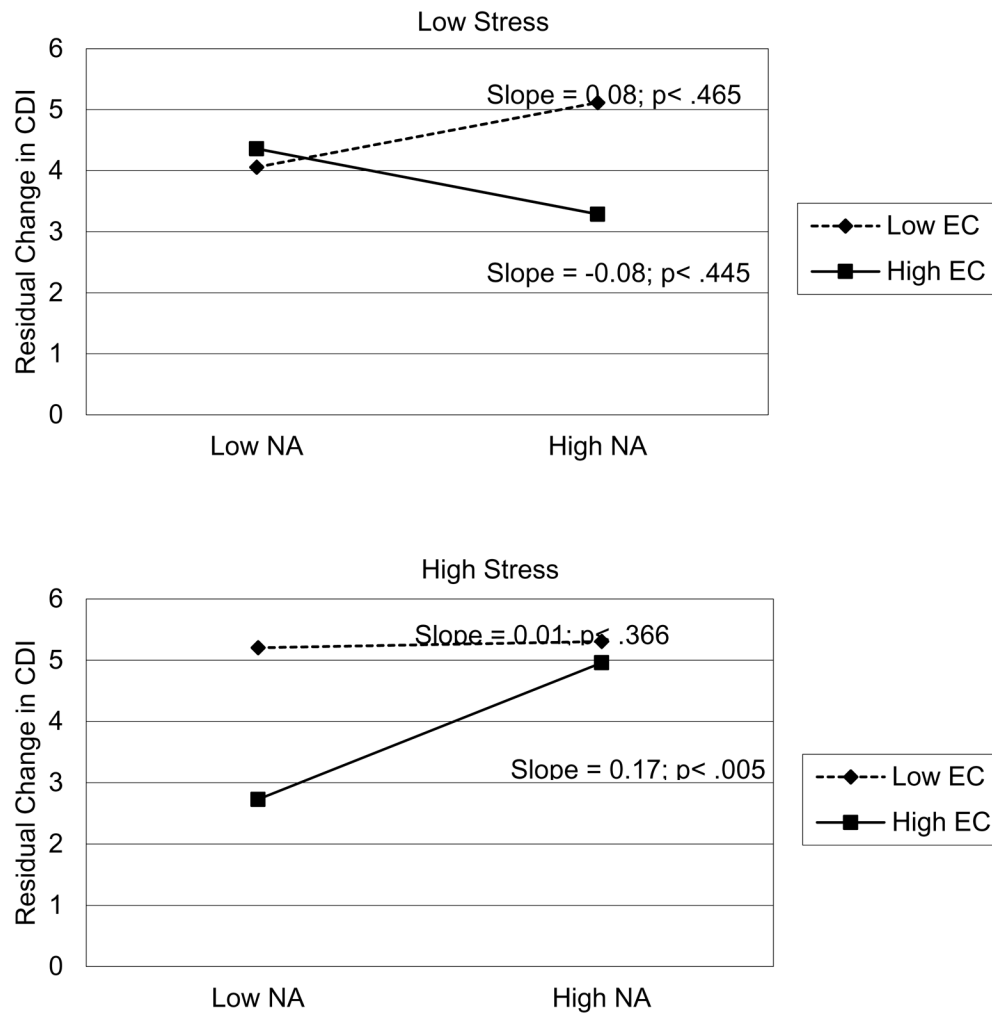 Low Stress
6
5
4
3
2
1
0
Residual Change in CDI
Slope = 0.08; p< .465
Slope = -0.08; p< .445
Low NA
High NA
Low EC
High EC
High Stress
6
5
4
3
2
1
0
Residual Change in CDI
Slope = 0.01; p< .366
Slope = 0.17; p< .005
Low NA
High NA
Low EC
High EC